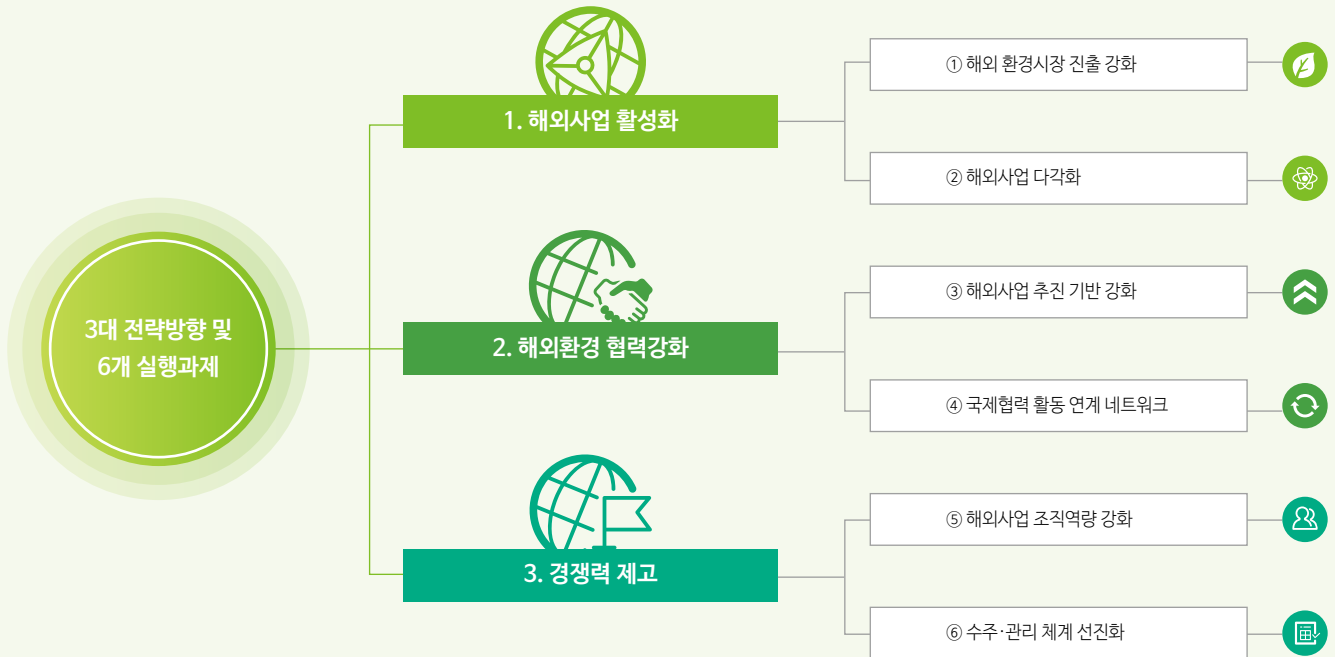 3대 전략방향 및
6개 실행과제
1. 해외사업 활성화
① 해외 환경시장 진출 강화
② 해외사업 다각화
2. 해외환경 협력강화
③ 해외사업 추진 기반 강화
④ 국제협력 활동 연계 네트워크
3. 경쟁력 제고
⑤ 해외사업 조직역량 강화
⑥ 수주·관리 체계 선진화